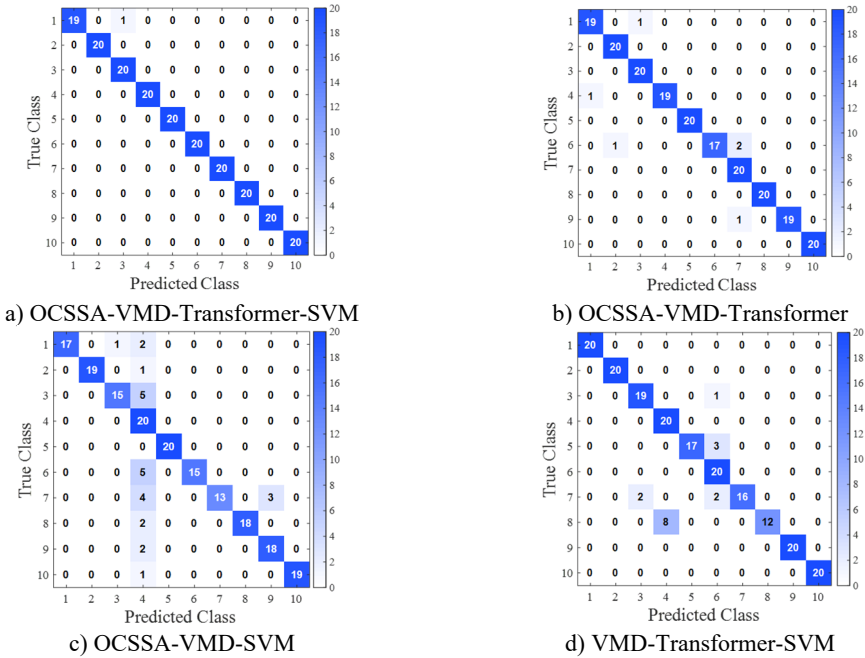 True Class
1 19 0 1 0 0 0 0 0 0 0
2 0 20 0 0 0 0 0 0 0 0
3 0 0 20 0 0 0 0 0 0 0
4 0 0 0 20 0 0 0 0 0 0
5 0 0 0 0 20 0 0 0 0 0
6 0 0 0 0 0 20 0 0 0 0
7 0 0 0 0 0 0 20 0 0 0
8 0 0 0 0 0 0 0 20 0 0
9 0 0 0 0 0 0 0 0 20 0
10 0 0 0 0 0 0 0 0 0 20
1 2 3 4 5 6 7 8 9 10
Predicted Class
20
18
16
14
12
10
8
6
4
2
0
a) OCSSA-VMD-Transformer-SVM
True Class
1 19 0 1 0 0 0 0 0 0 0
2 0 20 0 0 0 0 0 0 0 0
3 0 0 20 0 0 0 0 0 0 0
4 1 0 0 19 0 0 0 0 0 0
5 0 0 0 0 20 0 0 0 0 0
6 0 1 0 0 0 17 2 0 0 0
7 0 0 0 0 0 0 20 0 0 0
8 0 0 0 0 0 0 0 20 0 0
9 0 0 0 0 0 0 1 0 19 0
10 0 0 0 0 0 0 0 0 0 20
1 2 3 4 5 6 7 8 9 10
Predicted Class
20
18
16
14
12
10
8
6
4
2
0
b) OCSSA-VMD-Transformer
True Class
1 17 0 1 2 0 0 0 0 0 0
2 0 19 0 1 0 0 0 0 0 0
3 0 0 15 5 0 0 0 0 0 0
4 0 0 0 20 0 0 0 0 0 0
5 0 0 0 0 20 0 0 0 0 0
6 0 0 0 5 0 15 0 0 0 0
7 0 0 0 4 0 0 13 0 3 0
8 0 0 0 2 0 0 0 18 0 0
9 0 0 0 2 0 0 0 0 18 0
10 0 0 0 1 0 0 0 0 0 19
1 2 3 4 5 6 7 8 9 10
Predicted Class
20
18
16
14
12
10
8
6
4
2
0
c) OCSSA-VMD-SVM
True Class
1 20 0 0 0 0 0 0 0 0 0
2 0 20 0 0 0 0 0 0 0 0
3 0 0 19 0 0 1 0 0 0 0
4 0 0 0 20 0 0 0 0 0 0
5 0 0 0 0 17 3 0 0 0 0
6 0 0 0 0 0 20 0 0 0 0
7 0 0 2 0 0 2 16 0 0 0
8 0 0 0 8 0 0 0 12 0 0
9 0 0 0 0 0 0 0 0 20 0
10 0 0 0 0 0 0 0 0 0 20
1 2 3 4 5 6 7 8 9 10
Predicted Class
20
18
16
14
12
10
8
6
4
2
0
d) VMD-Transformer-SVM